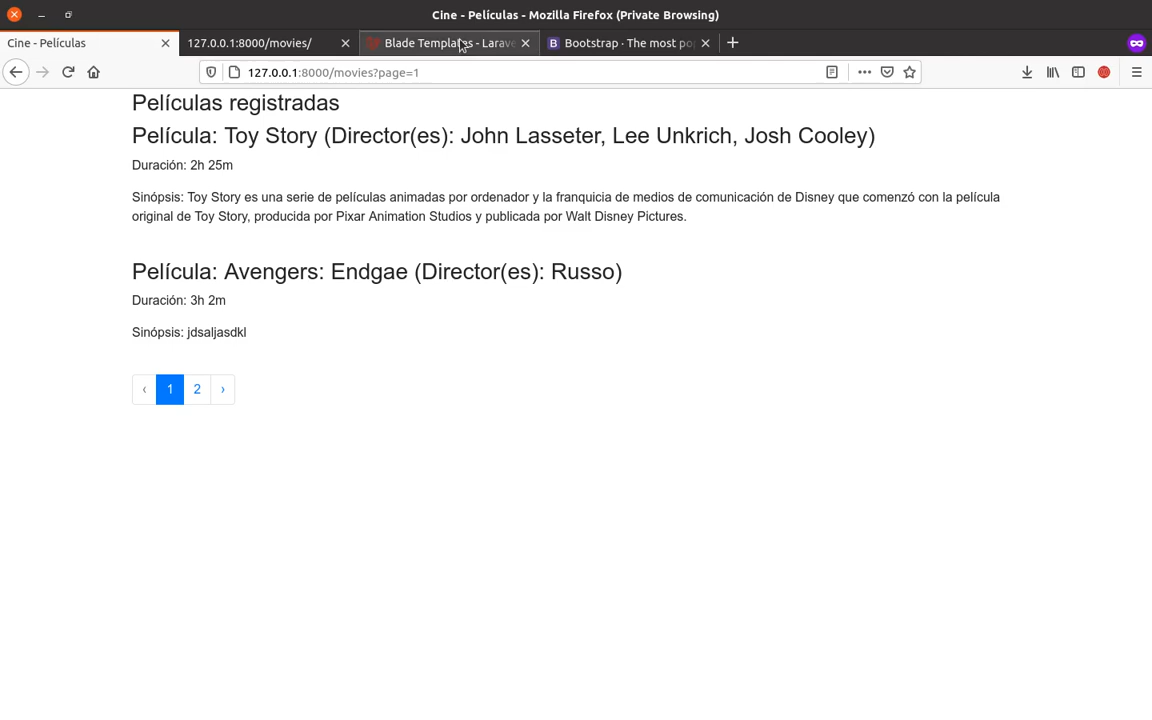 Cine - Películas - Mozilla Firefox (Private Browsing)
Cine - Películas
127.0.0.1:8000/movies/
Blade Templates - Larave
Bootstrap · The most po
127.0.0.1:8000/movies?page=1
Películas registradas
Película: Toy Story (Director(es): John Lasseter, Lee Unkrich, Josh Cooley)
Duración: 2h 25m
Sinópsis: Toy Story es una serie de películas animadas por ordenador y la franquicia de medios de comunicación de Disney que comenzó con la película
original de Toy Story, producida por Pixar Animation Studios y publicada por Walt Disney Pictures.
Película: Avengers: Endgae (Director(es): Russo)
Duración: 3h 2m
Sinópsis: jdsaljasdkl
‹ 1 2 ›